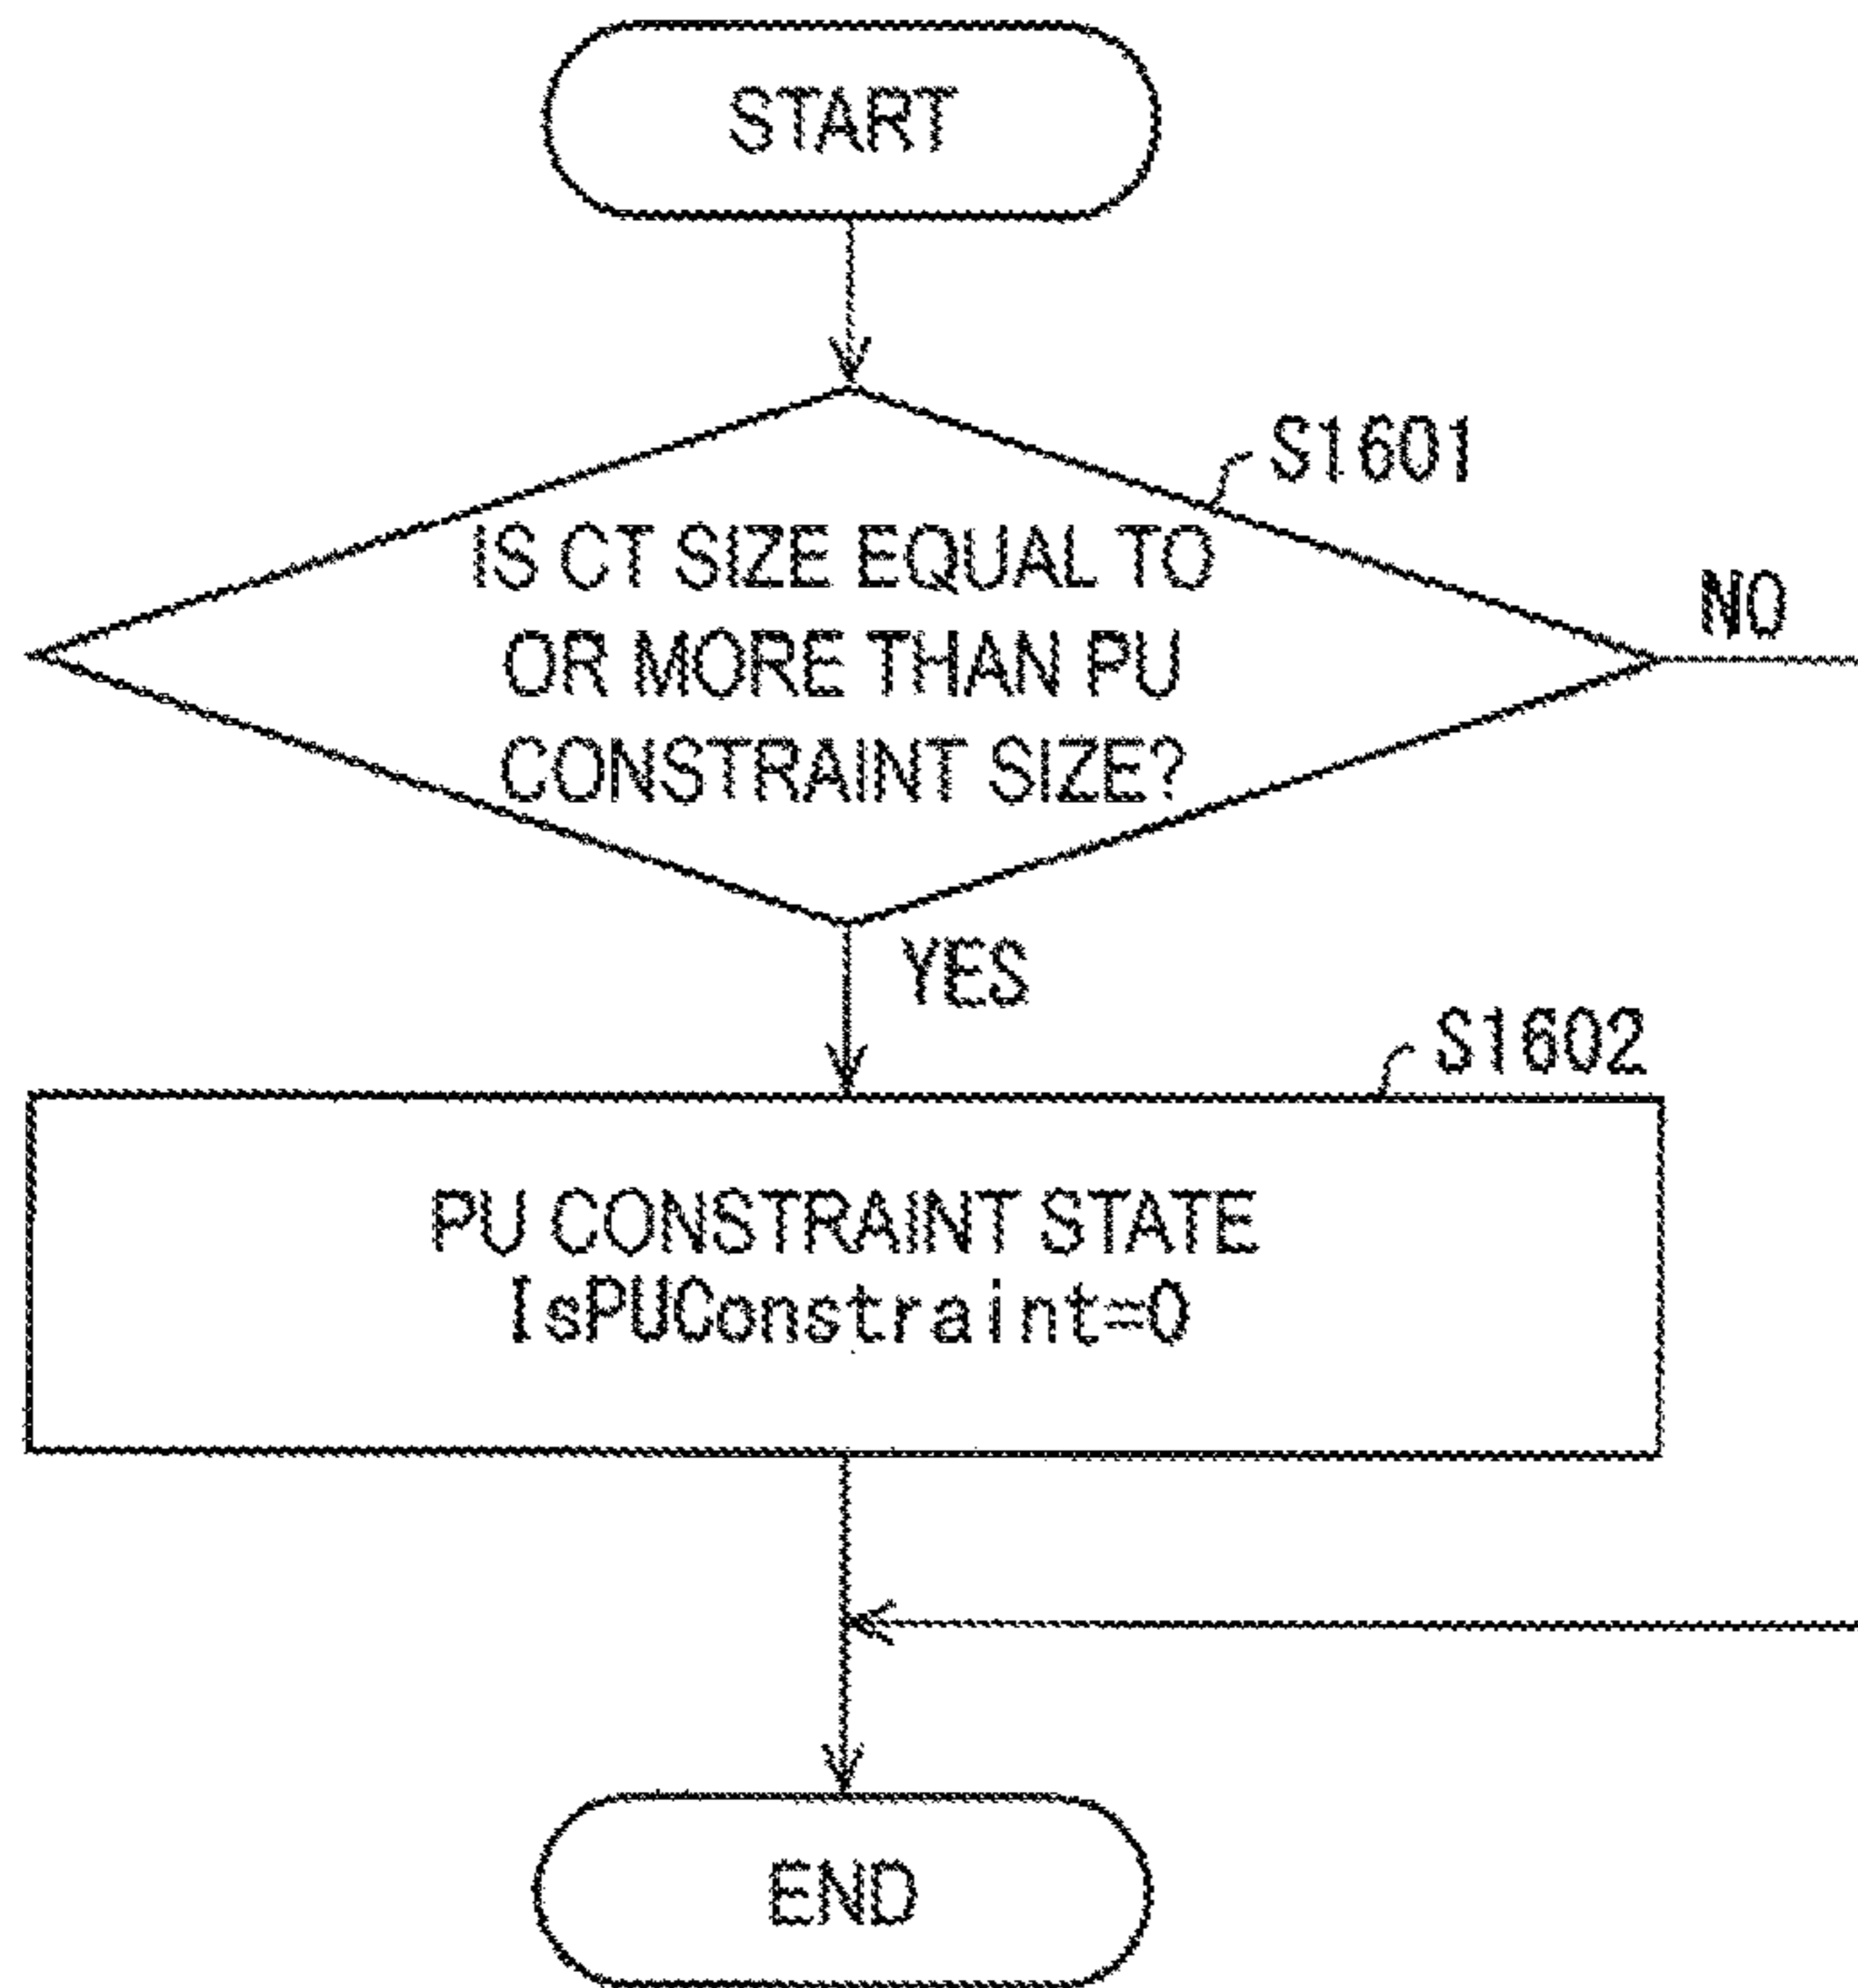 START
S1601
IS CT SIZE EQUAL TO
OR MORE THAN PU
CONSTRAINT SIZE?
NO
YES
S1602
PU CONSTRAINT STATE
IsPUConstraint=0
END